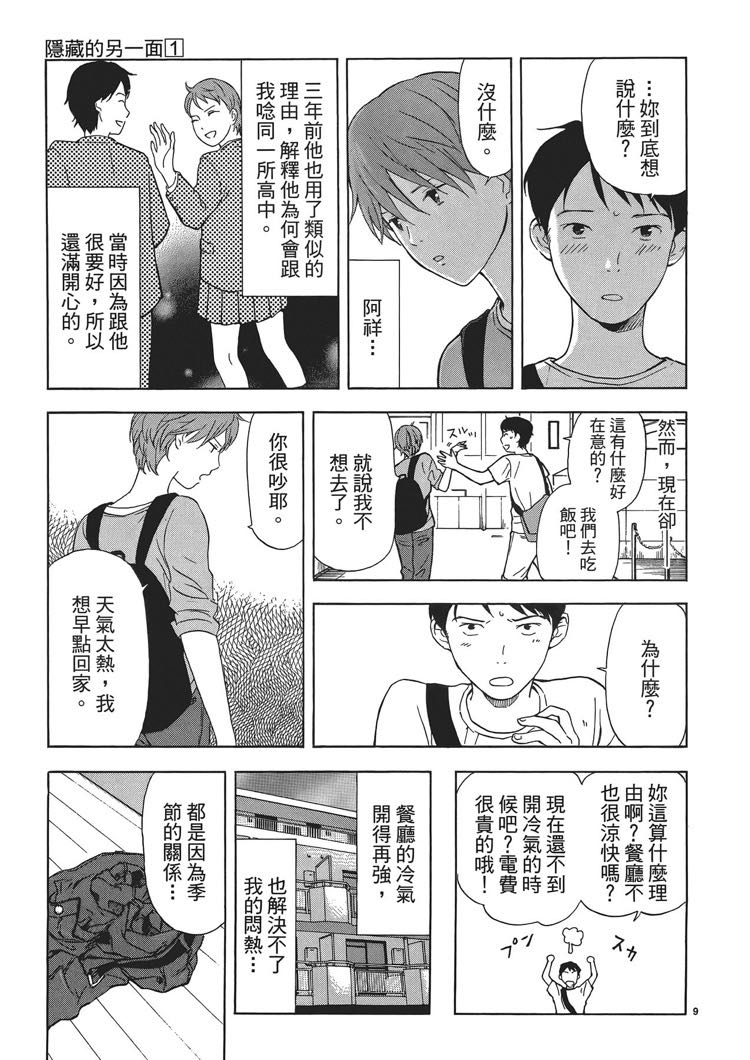 隱藏的另一面1
…妳到底想
說什麼?
沒什麼。
阿祥…
三年前他也用了類似的
理由,解釋他為何會跟
我唸同一所高中。
當時因為跟他
很要好,所以
還滿開心的。
然而,現在卻…
這有什麼好
在意的?
我們去吃
飯吧!
スルッ
就說我不
想去了。
你很吵耶。
天氣太熱,我
想早點回家。
為什麼?
妳這算什麼理
由啊?餐廳不
也很涼快嗎?
現在還不到
開冷氣的時
候吧?電費
很貴的哦!
スカ
プン
餐廳的冷氣
開得再強,
也解決不了
我的悶熱…
都是因為季
節的關係…
9